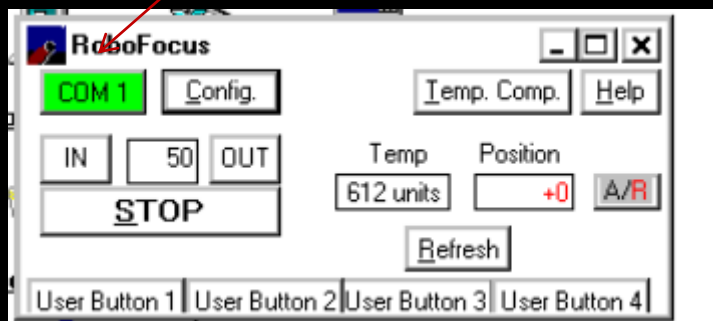 RoboFocus
COM 1 Config. Temp. Comp. Help
IN 50 OUT Temp Position
STOP 612 units +0 A/R
Refresh
User Button 1 User Button 2 User Button 3 User Button 4